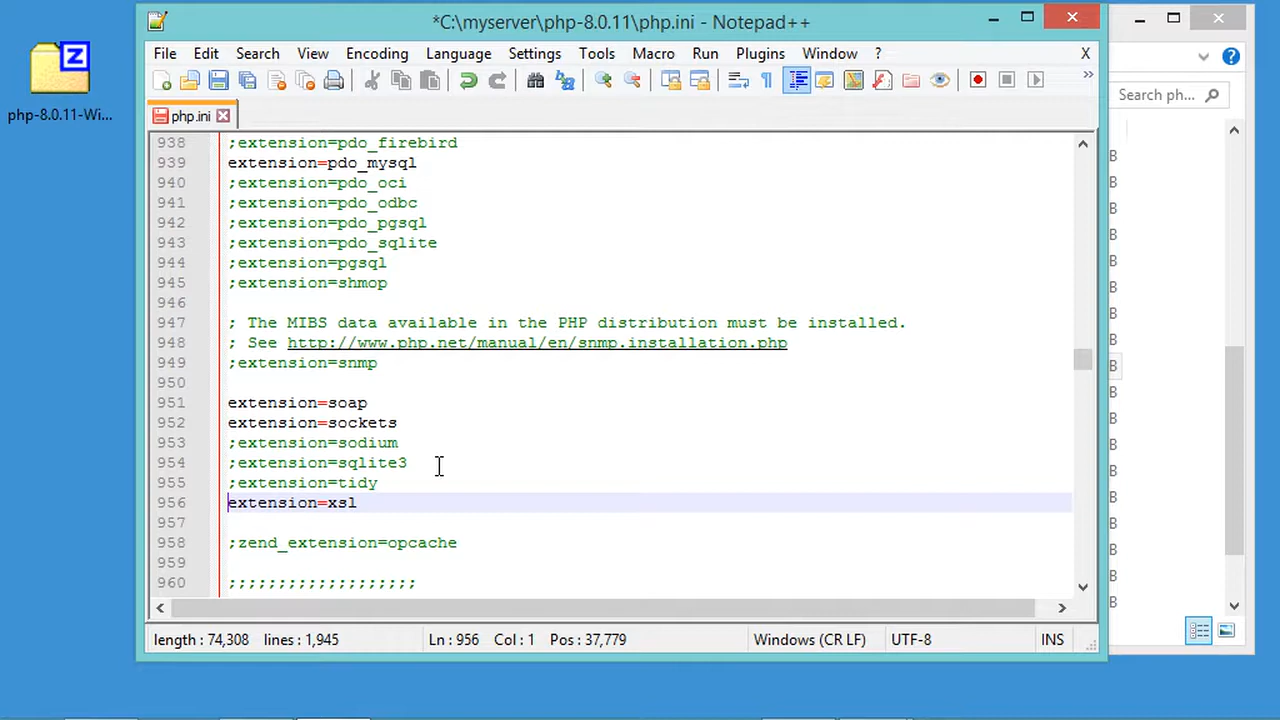 *C:\myserver\php-8.0.11\php.ini - Notepad++
File Edit Search View Encoding Language Settings Tools Macro Run Plugins Window ? X
php.ini
Search ph...
php-8.0.11-Wi...
938 ;extension=pdo_firebird
939 extension=pdo_mysql
940 ;extension=pdo_oci
941 ;extension=pdo_odbc
942 ;extension=pdo_pgsql
943 ;extension=pdo_sqlite
944 ;extension=pgsql
945 ;extension=shmop
946
947 ; The MIBS data available in the PHP distribution must be installed.
948 ; See http://www.php.net/manual/en/snmp.installation.php
949 ;extension=snmp
950
951 extension=soap
952 extension=sockets
953 ;extension=sodium
954 ;extension=sqlite3
955 ;extension=tidy
956 extension=xsl
957
958 ;zend_extension=opcache
959
960 ;;;;;;;;;;;;;;;;;;;
length : 74,308 lines : 1,945 Ln : 956 Col : 1 Pos : 37,779 Windows (CR LF) UTF-8 INS